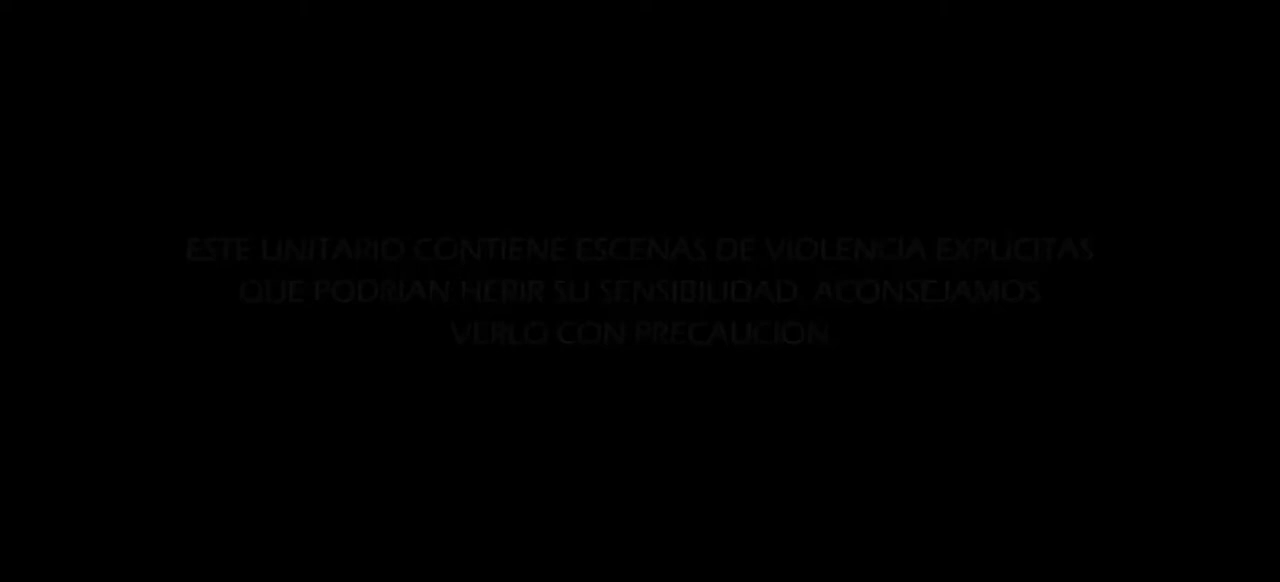 ESTE UNITARIO CONTIENE ESCENAS DE VIOLENCIA EXPLICITAS
QUE PODRIAN HERIR SU SENSIBILIDAD. ACONSEJAMOS
VERLO CON PRECAUCION